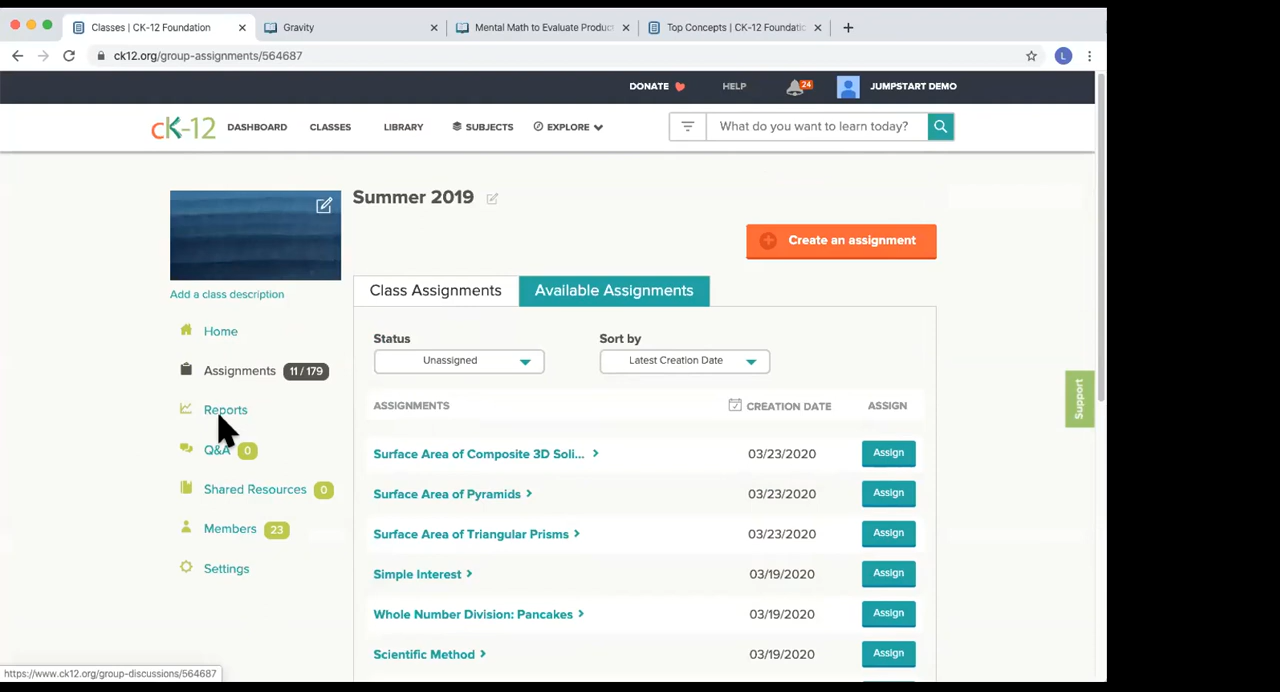 Classes | CK-12 Foundation
Gravity
Mental Math to Evaluate Produc
Top Concepts | CK-12 Foundatio
ck12.org/group-assignments/564687
L
DONATE
HELP
24
JUMPSTART DEMO
cK-12
DASHBOARD
CLASSES
LIBRARY
SUBJECTS
EXPLORE
What do you want to learn today?
Summer 2019
Create an assignment
Add a class description
Class Assignments
Available Assignments
Home
Status
Sort by
Unassigned
Latest Creation Date
Assignments 11 / 179
Reports
ASSIGNMENTS
CREATION DATE
ASSIGN
Support
Q&A 0
Surface Area of Composite 3D Soli... 03/23/2020 Assign
Shared Resources 0
Surface Area of Pyramids 03/23/2020 Assign
Members 23
Surface Area of Triangular Prisms 03/23/2020 Assign
Settings
Simple Interest 03/19/2020 Assign
Whole Number Division: Pancakes 03/19/2020 Assign
Scientific Method 03/19/2020 Assign
https://www.ck12.org/group-discussions/564687